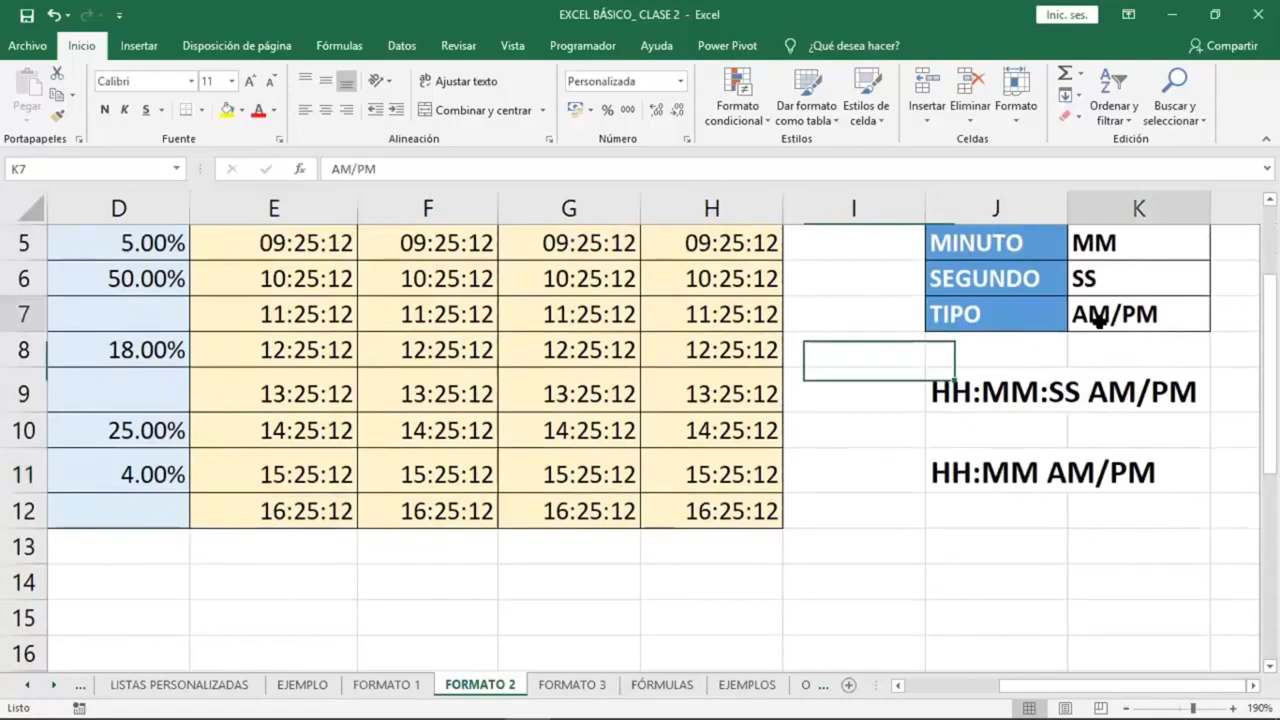 EXCEL BÁSICO_ CLASE 2 - Excel
Inic. ses.
Archivo Inicio Insertar Disposición de página Fórmulas Datos Revisar Vista Programador Ayuda Power Pivot ¿Qué desea hacer? Compartir
Pegar
Calibri 11
N K S
Ajustar texto
Combinar y centrar
Personalizada
% 000
Formato condicional
Dar formato como tabla
Estilos de celda
Insertar Eliminar Formato
Ordenar y filtrar
Buscar y seleccionar
Portapapeles Fuente Alineación Número Estilos Celdas Edición
K7 fx AM/PM
D E F G H I J K
5 5.00% 09:25:12 09:25:12 09:25:12 09:25:12 MINUTO MM
6 50.00% 10:25:12 10:25:12 10:25:12 10:25:12 SEGUNDO SS
7 11:25:12 11:25:12 11:25:12 11:25:12 TIPO AM/PM
8 18.00% 12:25:12 12:25:12 12:25:12 12:25:12
9 13:25:12 13:25:12 13:25:12 13:25:12 HH:MM:SS AM/PM
10 25.00% 14:25:12 14:25:12 14:25:12 14:25:12
11 4.00% 15:25:12 15:25:12 15:25:12 15:25:12 HH:MM AM/PM
12 16:25:12 16:25:12 16:25:12 16:25:12
13
14
15
16
... LISTAS PERSONALIZADAS EJEMPLO FORMATO 1 FORMATO 2 FORMATO 3 FÓRMULAS EJEMPLOS O ...
Listo 190%